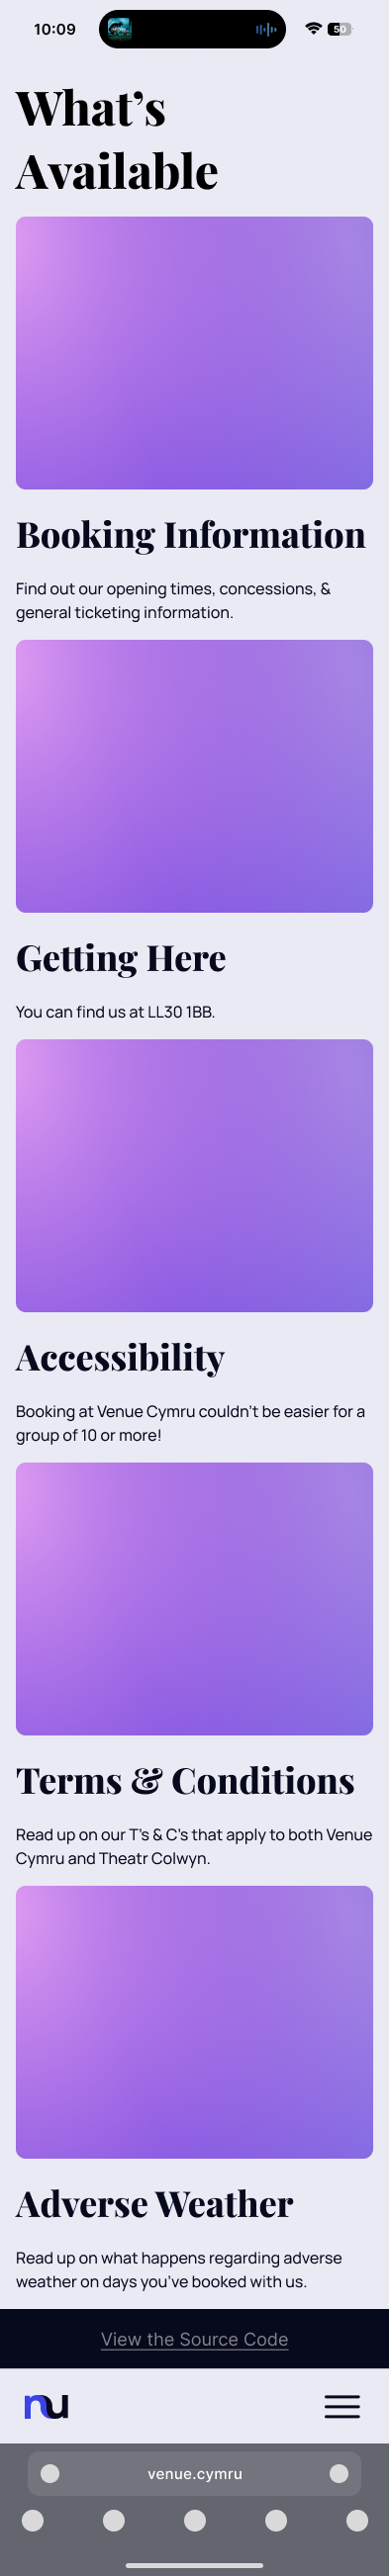 10:09
50
What’s
Available
Booking Information
Find out our opening times, concessions, &
general ticketing information.
Getting Here
You can find us at LL30 1BB.
Accessibility
Booking at Venue Cymru couldn't be easier for a
group of 10 or more!
Terms & Conditions
Read up on our T's & C's that apply to both Venue
Cymru and Theatr Colwyn.
Adverse Weather
Read up on what happens regarding adverse
weather on days you've booked with us.
View the Source Code
nu
venue.cymru